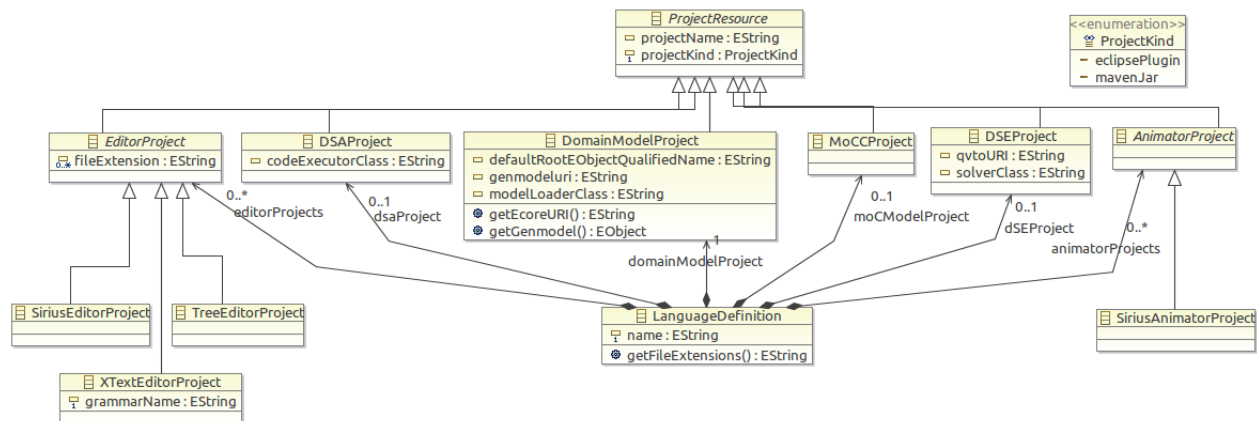 ProjectResource
projectName : EString
projectKind : ProjectKind
<<enumeration>>
ProjectKind
eclipsePlugin
mavenJar
EditorProject
0..* fileExtension : EString
DSAProject
codeExecutorClass : EString
DomainModelProject
defaultRootEObjectQualifiedName : EString
genmodeluri : EString
modelLoaderClass : EString
getEcoreURI() : EString
getGenmodel() : EObject
MoCCProject
DSEProject
qvtoURI : EString
solverClass : EString
AnimatorProject
0..*
editorProjects
0..1
dsaProject
1
domainModelProject
0..1
moCModelProject
0..1
dSEProject
0..*
animatorProjects
SiriusEditorProject
TreeEditorProject
LanguageDefinition
1 name : EString
getFileExtensions() : EString
SiriusAnimatorProject
XTextEditorProject
1 grammarName : EString